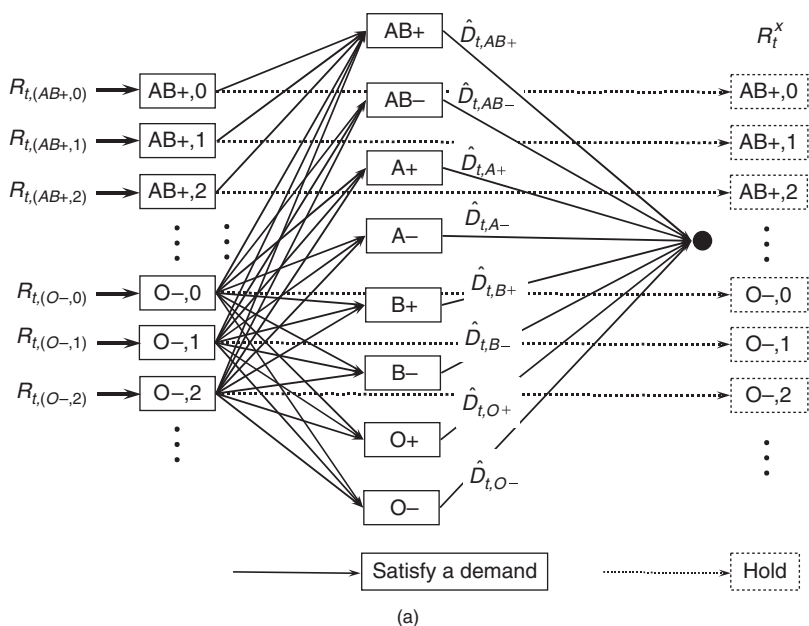 AB+
D̂_{t,AB+}
R_t^x
R_{t,(AB+,0)} AB+,0 AB− D̂_{t,AB−} AB+,0
R_{t,(AB+,1)} AB+,1 AB+,1
A+ D̂_{t,A+}
R_{t,(AB+,2)} AB+,2 AB+,2
A− D̂_{t,A−}
R_{t,(O−,0)} O−,0 B+ D̂_{t,B+} O−,0
R_{t,(O−,1)} O−,1 D̂_{t,B−} O−,1
B−
R_{t,(O−,2)} O−,2 D̂_{t,O+} O−,2
O+
D̂_{t,O−}
O−
Satisfy a demand Hold
(a)